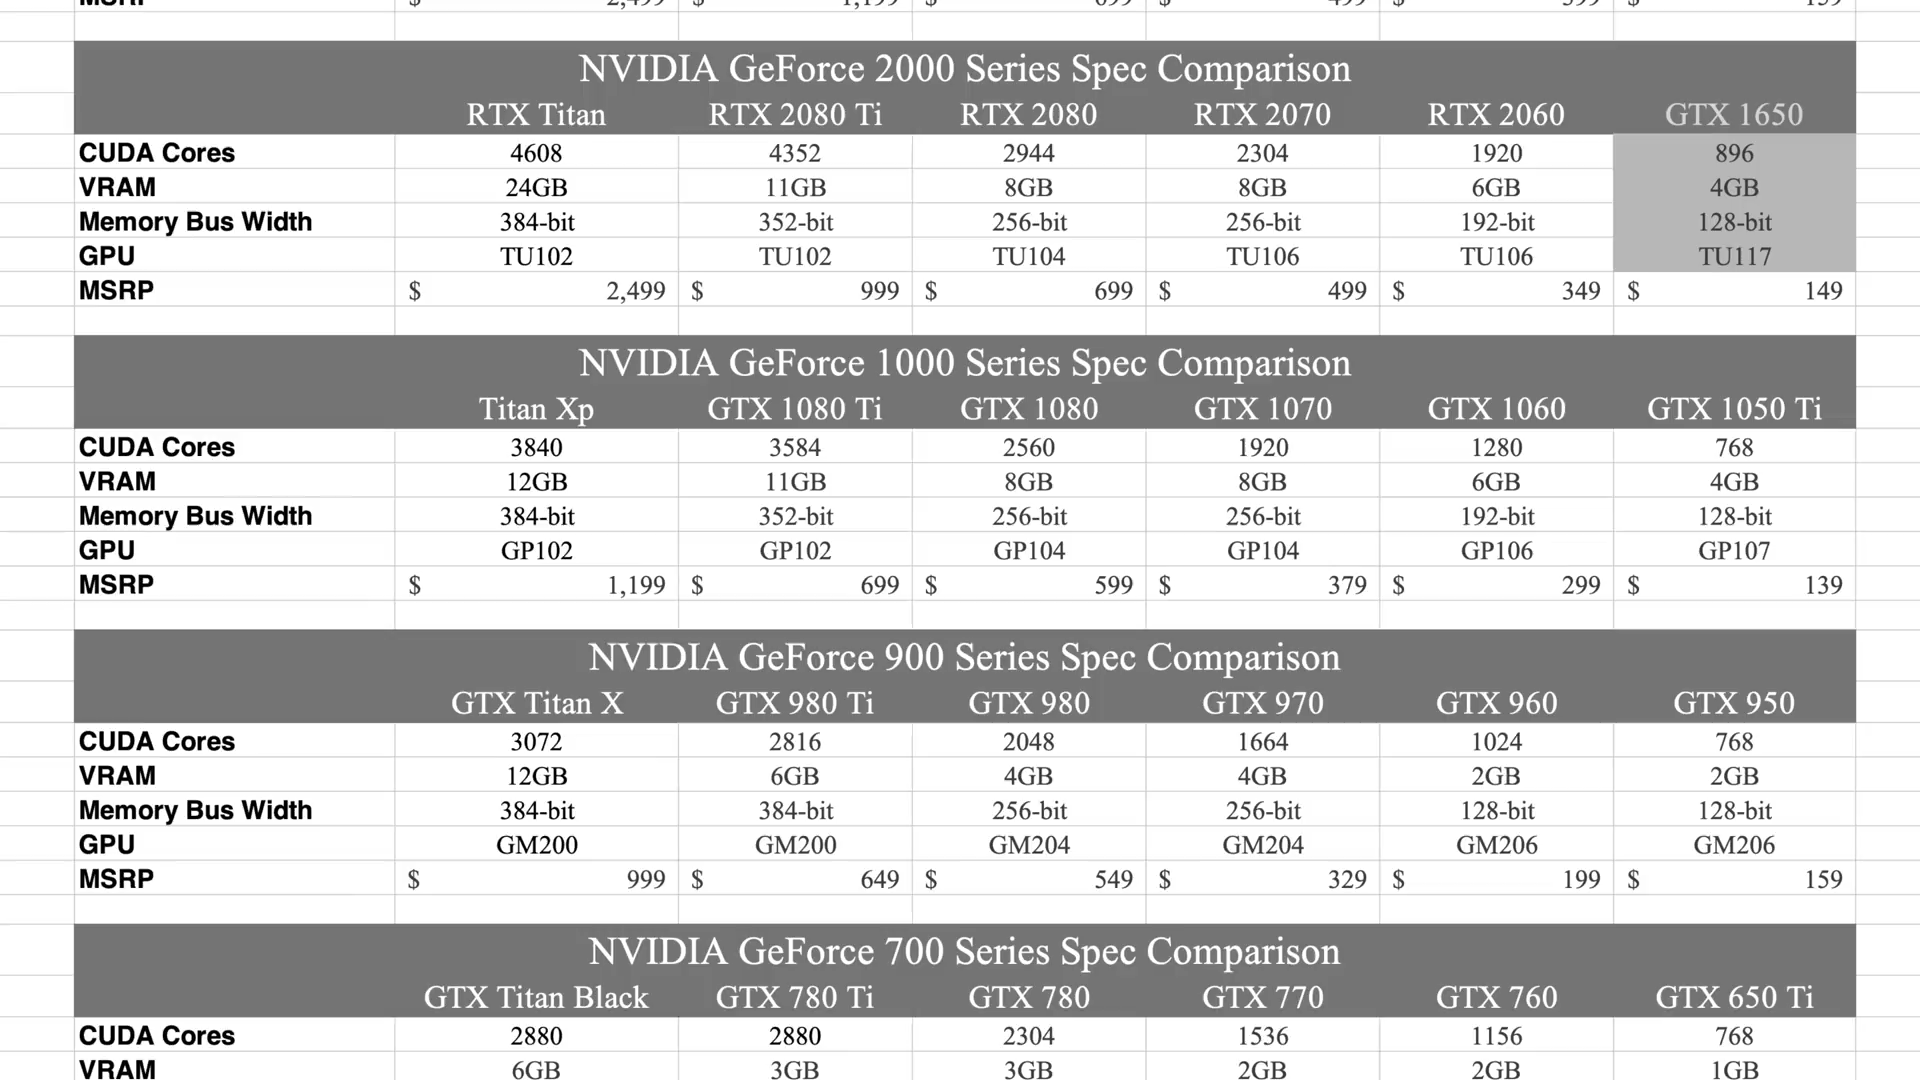 MSRP $ 2,499 $ 1,199 $ 699 $ 499 $ 399 $ 159
NVIDIA GeForce 2000 Series Spec Comparison
RTX Titan RTX 2080 Ti RTX 2080 RTX 2070 RTX 2060 GTX 1650
CUDA Cores 4608 4352 2944 2304 1920 896
VRAM 24GB 11GB 8GB 8GB 6GB 4GB
Memory Bus Width 384-bit 352-bit 256-bit 256-bit 192-bit 128-bit
GPU TU102 TU102 TU104 TU106 TU106 TU117
MSRP $ 2,499 $ 999 $ 699 $ 499 $ 349 $ 149
NVIDIA GeForce 1000 Series Spec Comparison
Titan Xp GTX 1080 Ti GTX 1080 GTX 1070 GTX 1060 GTX 1050 Ti
CUDA Cores 3840 3584 2560 1920 1280 768
VRAM 12GB 11GB 8GB 8GB 6GB 4GB
Memory Bus Width 384-bit 352-bit 256-bit 256-bit 192-bit 128-bit
GPU GP102 GP102 GP104 GP104 GP106 GP107
MSRP $ 1,199 $ 699 $ 599 $ 379 $ 299 $ 139
NVIDIA GeForce 900 Series Spec Comparison
GTX Titan X GTX 980 Ti GTX 980 GTX 970 GTX 960 GTX 950
CUDA Cores 3072 2816 2048 1664 1024 768
VRAM 12GB 6GB 4GB 4GB 2GB 2GB
Memory Bus Width 384-bit 384-bit 256-bit 256-bit 128-bit 128-bit
GPU GM200 GM200 GM204 GM204 GM206 GM206
MSRP $ 999 $ 649 $ 549 $ 329 $ 199 $ 159
NVIDIA GeForce 700 Series Spec Comparison
GTX Titan Black GTX 780 Ti GTX 780 GTX 770 GTX 760 GTX 650 Ti
CUDA Cores 2880 2880 2304 1536 1156 768
VRAM 6GB 3GB 3GB 2GB 2GB 1GB